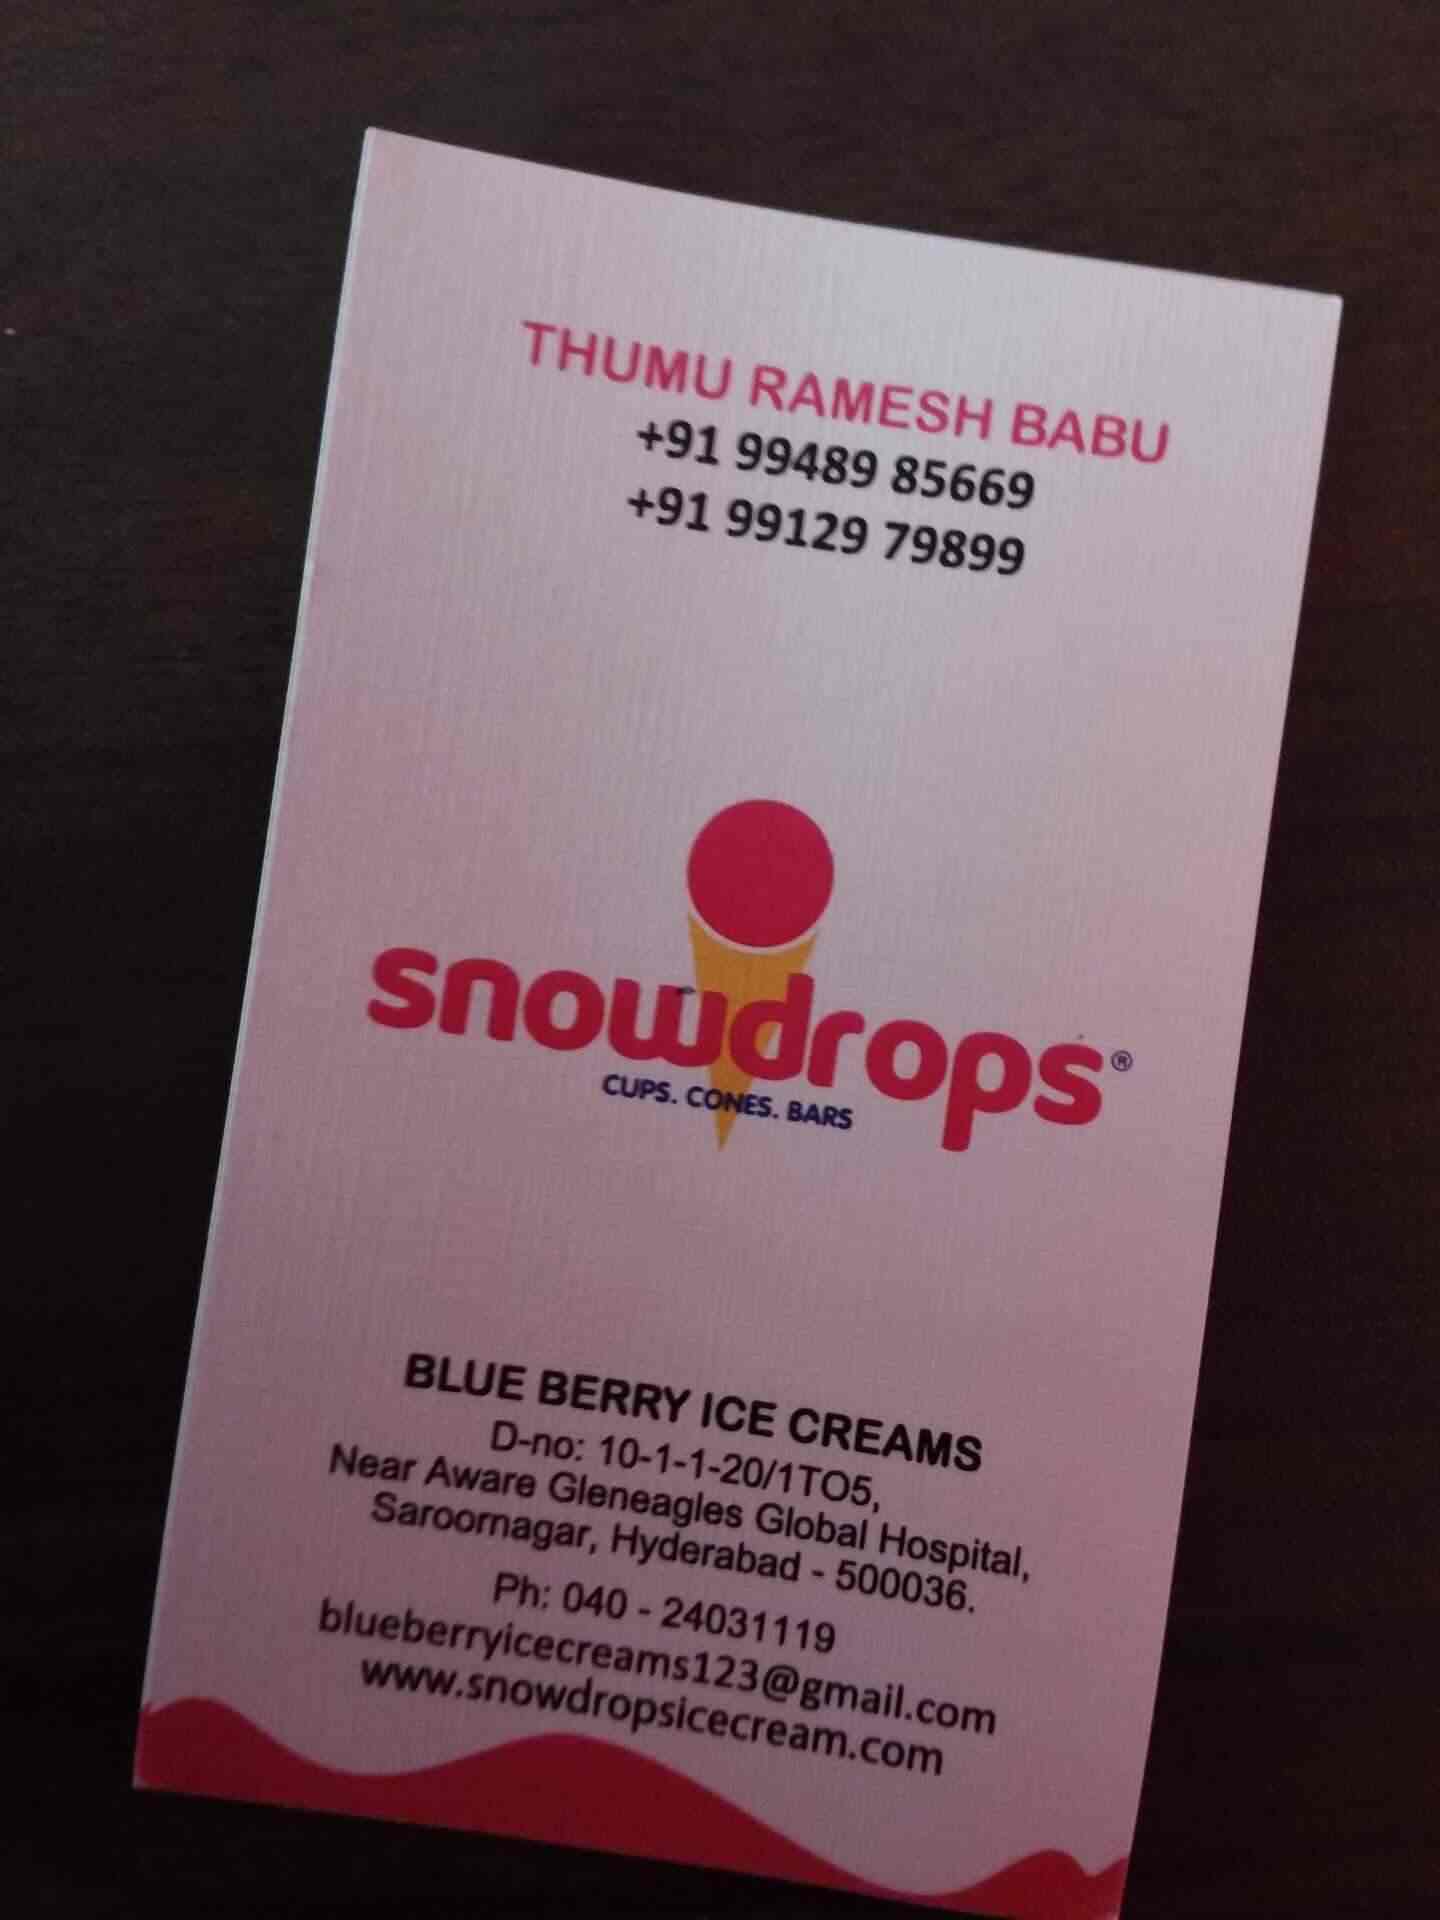 THUMU RAMESH BABU
+91 99489 85669
+91 99129 79899
snowdrops®
CUPS. CONES. BARS
BLUE BERRY ICE CREAMS
D-no: 10-1-1-20/1TO5,
Near Aware Gleneagles Global Hospital,
Saroornagar, Hyderabad - 500036.
Ph: 040 - 24031119
blueberryicecreams123@gmail.com
www.snowdropsicecream.com